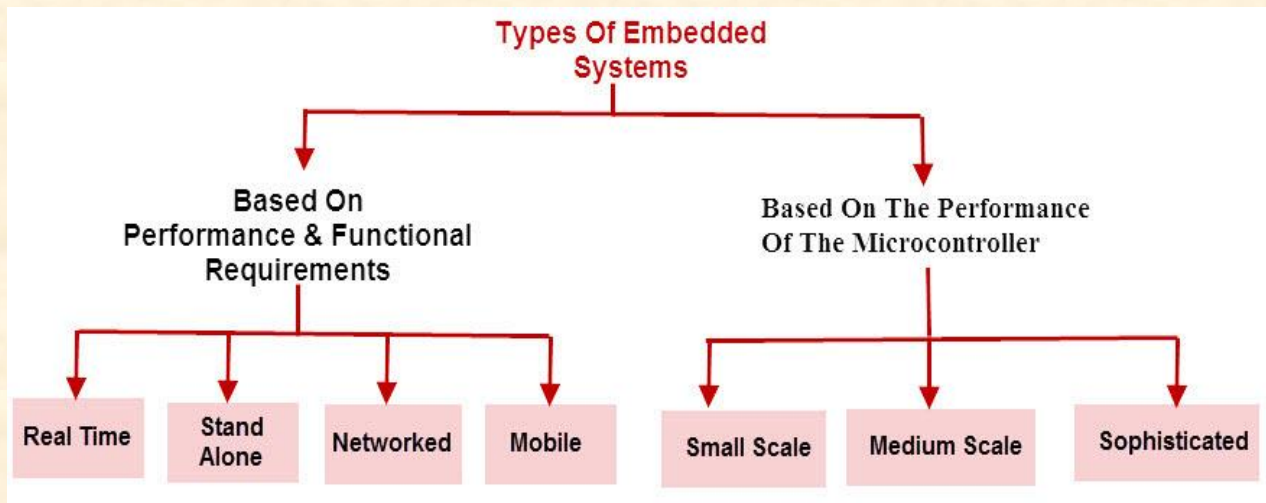 Types Of Embedded
Systems
Based On
Performance & Functional
Requirements
Based On The Performance
Of The Microcontroller
Real Time
Stand
Alone
Networked
Mobile
Small Scale
Medium Scale
Sophisticated